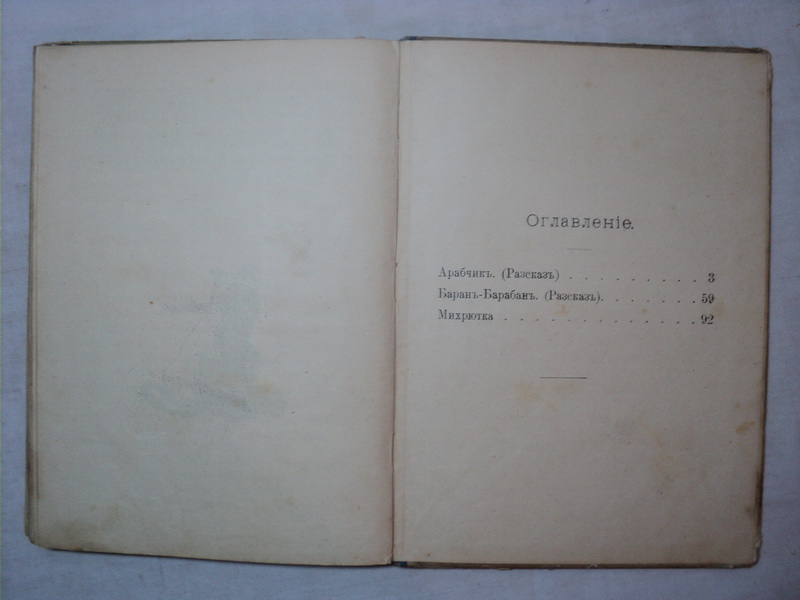 Оглавленіе.
Арабчикъ. (Разсказъ) . . . . . . . . . 3
Баранъ-Барабанъ. (Разсказъ). . . . . . . 59
Михрютка . . . . . . . . . . . . . 92